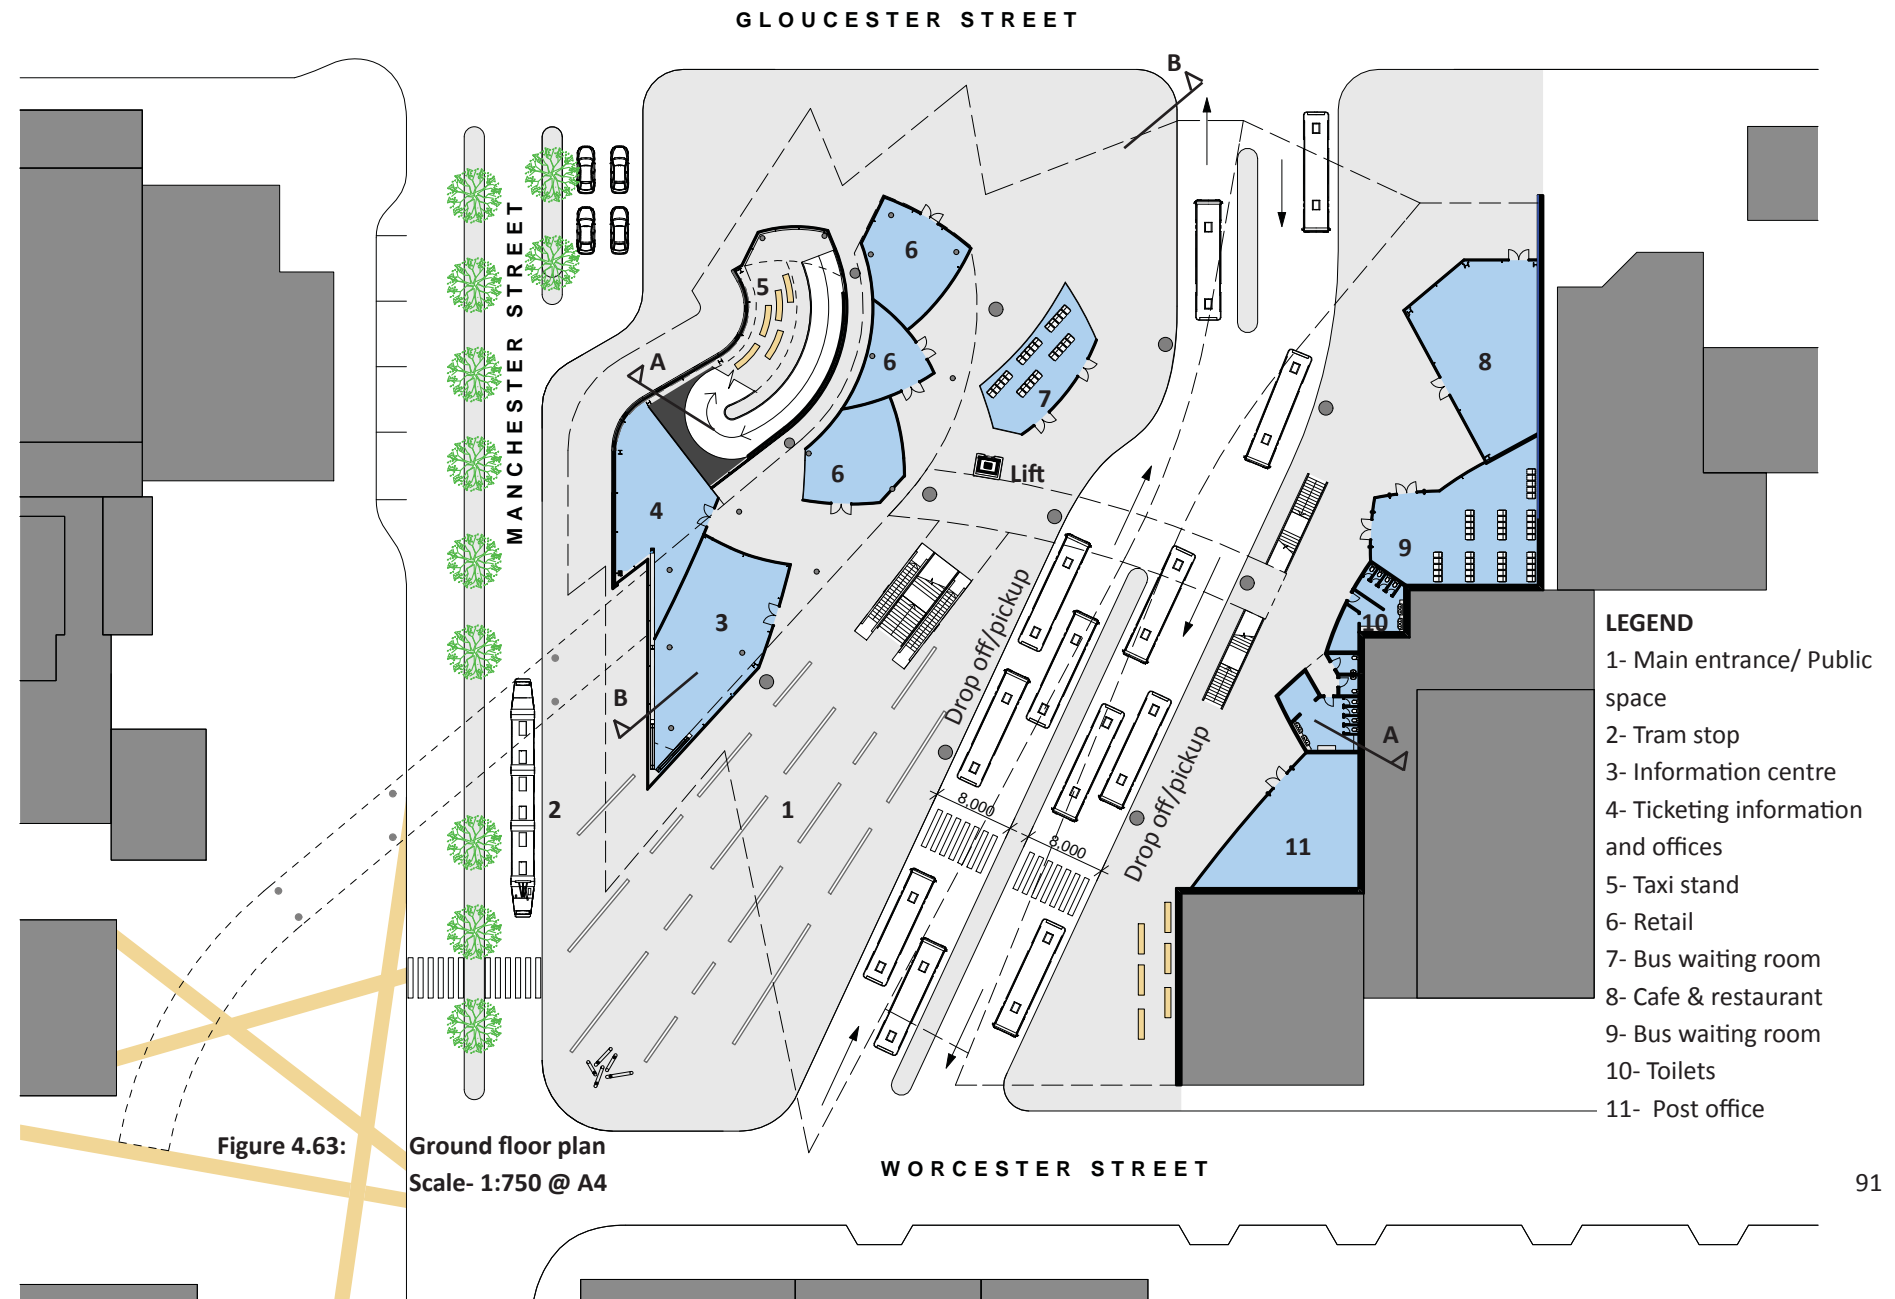 GLOUCESTER STREET
B
MANCHESTER STREET
6
5
A
6
8
7
6
Lift
4
9
Drop off/pickup
3
10
B
Drop off/pickup
A
2
1
8,000
8,000
11
LEGEND
1- Main entrance/ Public
space
2- Tram stop
3- Information centre
4- Ticketing information
and offices
5- Taxi stand
6- Retail
7- Bus waiting room
8- Cafe & restaurant
9- Bus waiting room
10- Toilets
11- Post office
Figure 4.63: Ground floor plan
Scale- 1:750 @ A4
WORCESTER STREET
91